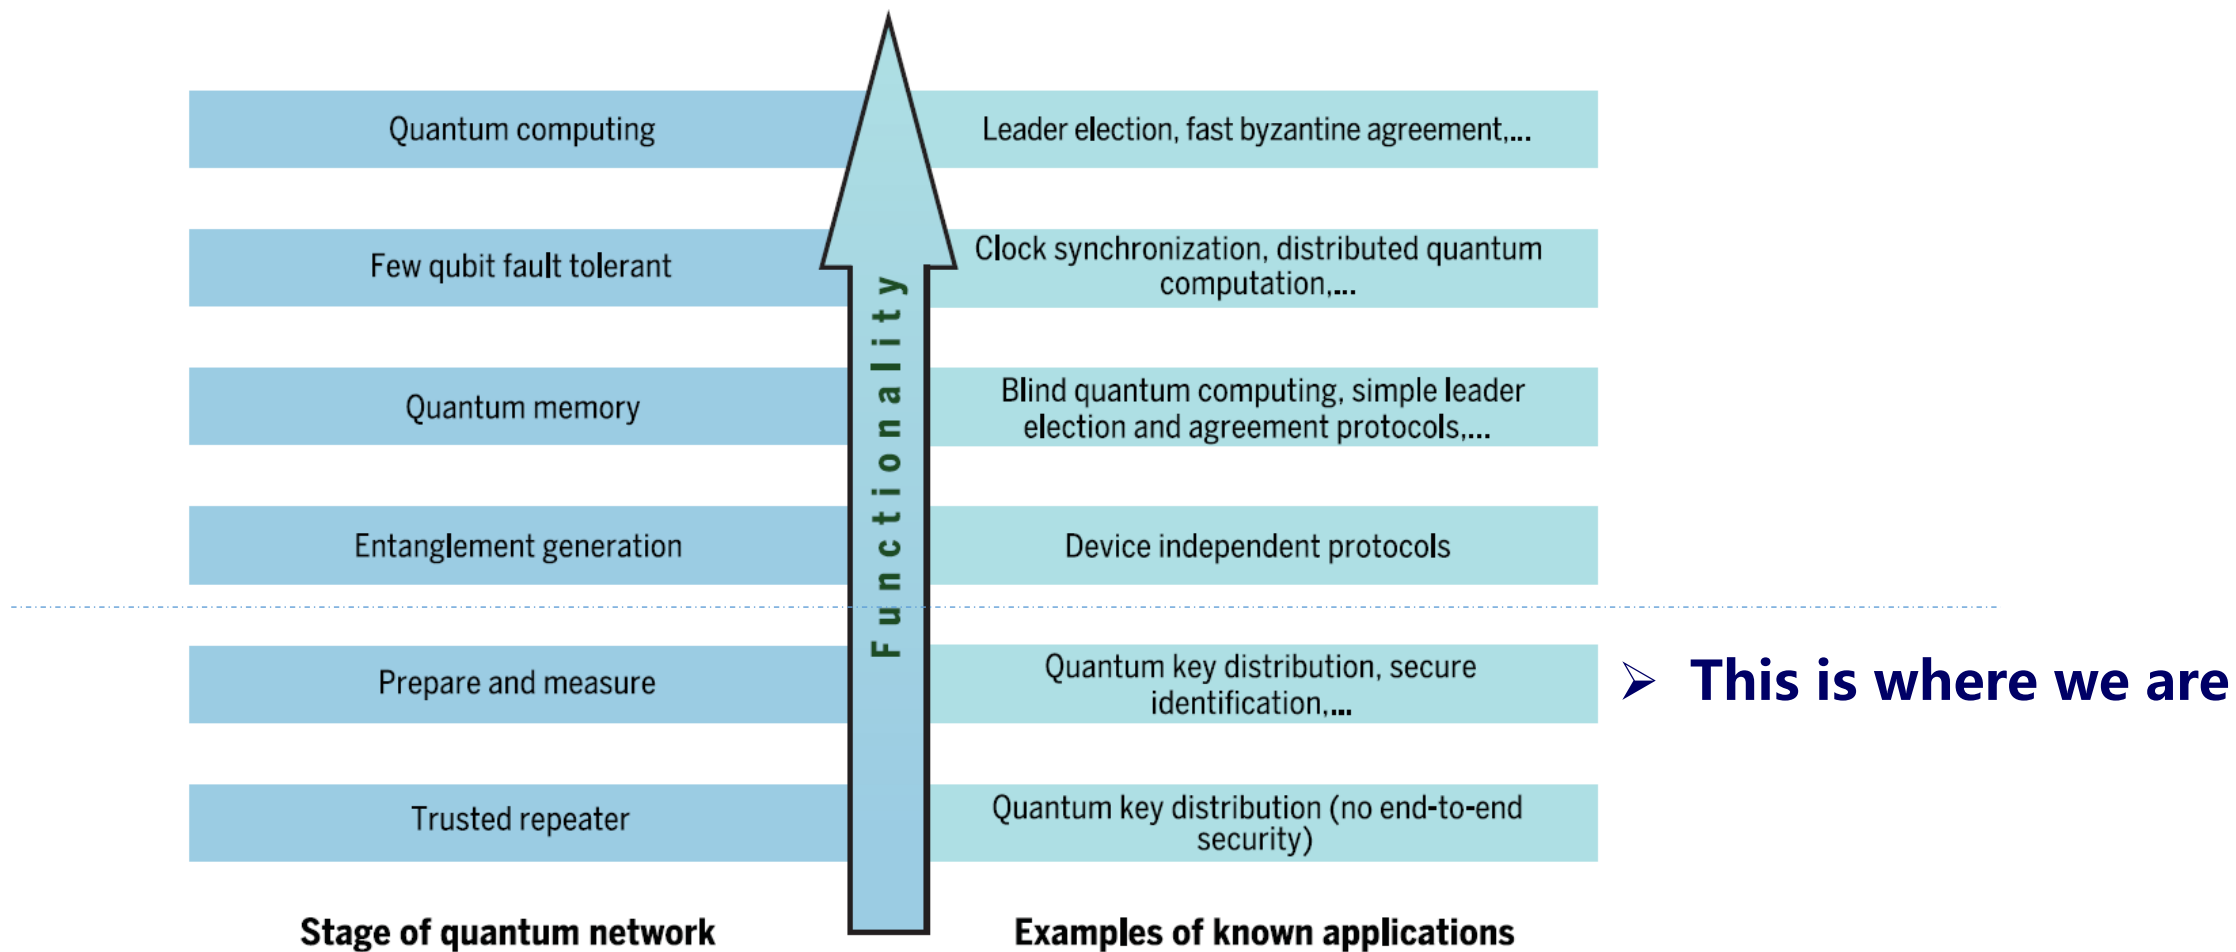 Quantum computing
Leader election, fast byzantine agreement,...
Few qubit fault tolerant
Clock synchronization, distributed quantum
computation,...
Quantum memory
Blind quantum computing, simple leader
election and agreement protocols,...
Entanglement generation
Device independent protocols
Prepare and measure
Quantum key distribution, secure
identification,...
➢ This is where we are
Trusted repeater
Quantum key distribution (no end-to-end
security)
Functionality
Stage of quantum network
Examples of known applications